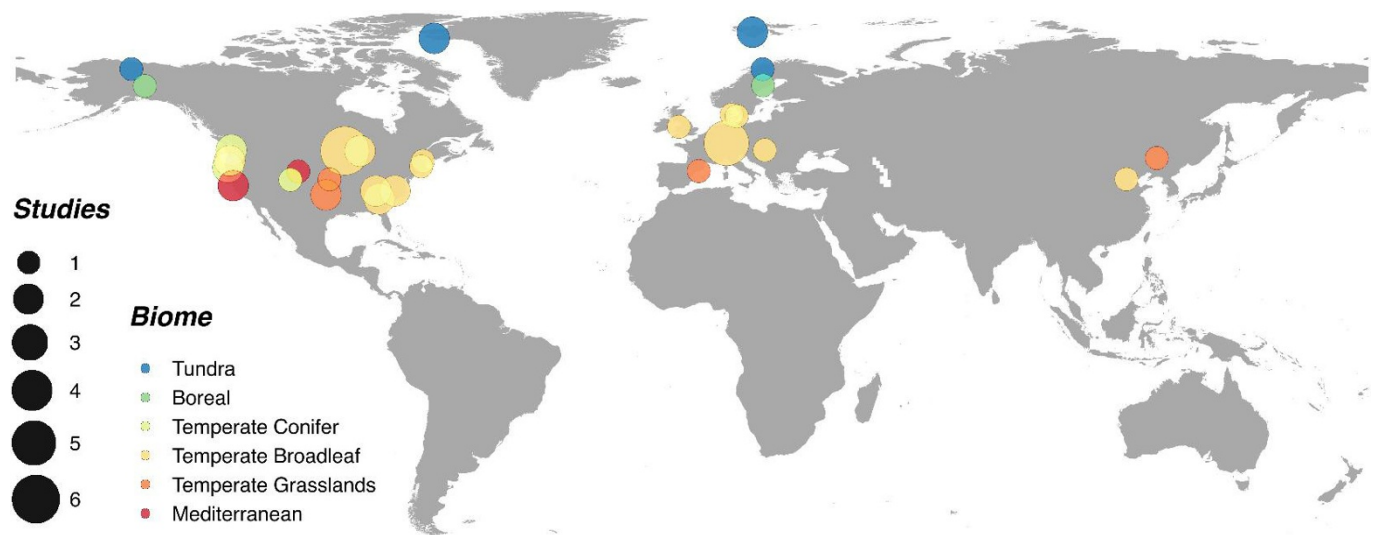 Studies
1
2
3
4
5
6
Biome
Tundra
Boreal
Temperate Conifer
Temperate Broadleaf
Temperate Grasslands
Mediterranean